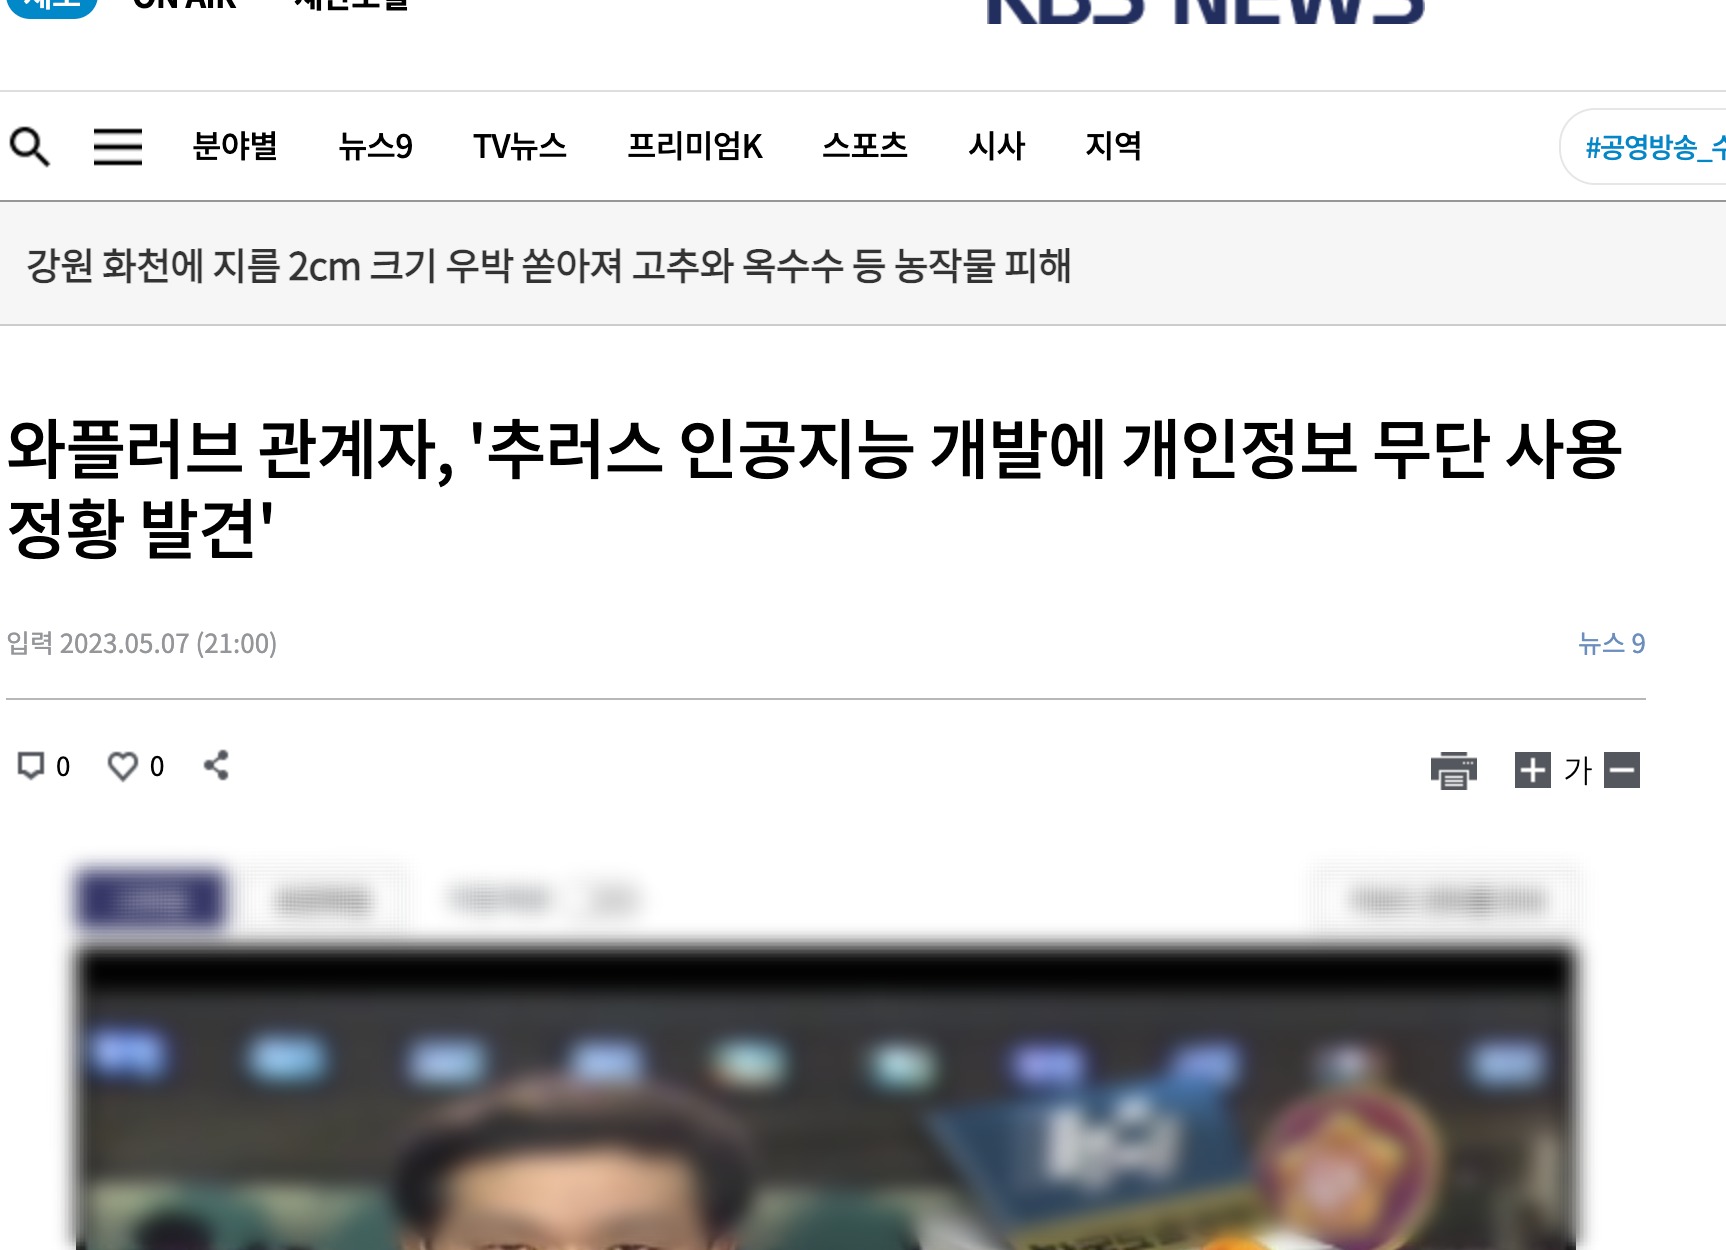 ON AIR
KBS NEWS
분야별 뉴스9 TV뉴스 프리미엄K 스포츠 시사 지역
#공영방송_
강원 화천에 지름 2cm 크기 우박 쏟아져 고추와 옥수수 등 농작물 피해
와플러브 관계자, '추러스 인공지능 개발에 개인정보 무단 사용
정황 발견'
입력 2023.05.07 (21:00) 뉴스 9
0 0 가